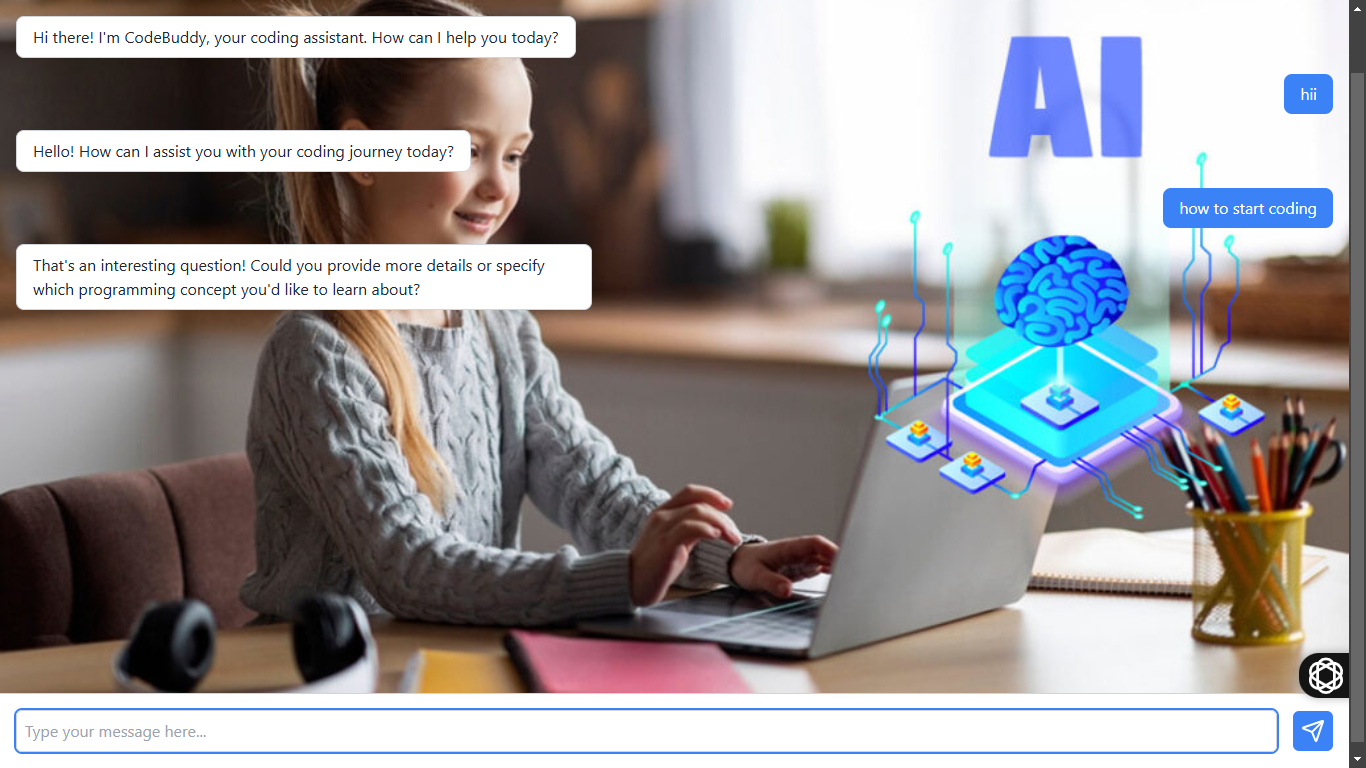 Hi there! I'm CodeBuddy, your coding assistant. How can I help you today?
AI
hii
Hello! How can I assist you with your coding journey today?
how to start coding
That's an interesting question! Could you provide more details or specify
which programming concept you'd like to learn about?
Type your message here...